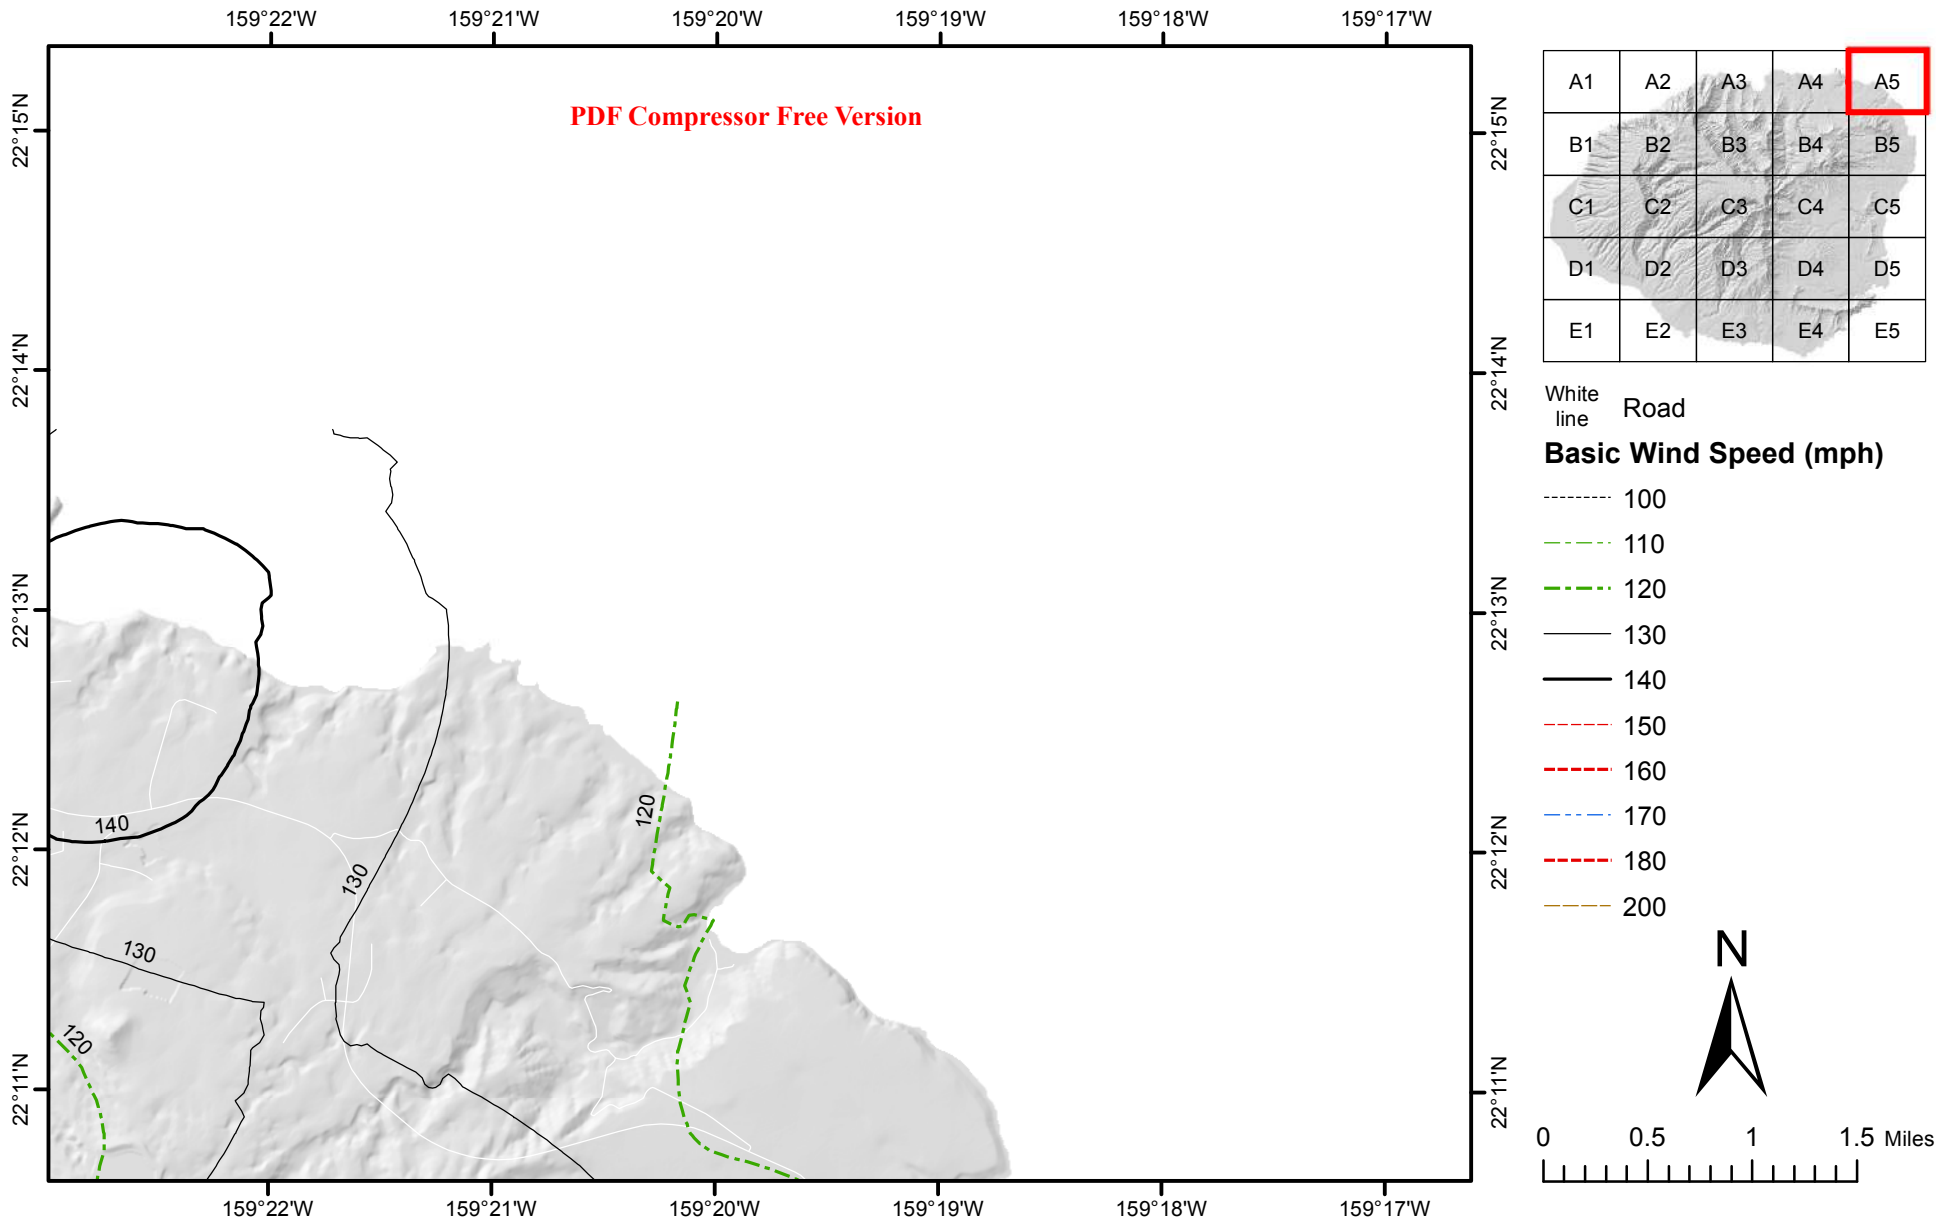 159°22'W 159°21'W 159°20'W 159°19'W 159°18'W 159°17'W
PDF Compressor Free Version
22°15'N 22°15'N
22°14'N 22°14'N
22°13'N 22°13'N
22°12'N 22°12'N
22°11'N 22°11'N
140
130
120
130
120
159°22'W 159°21'W 159°20'W 159°19'W 159°18'W 159°17'W
A1 A2 A3 A4 A5
B1 B2 B3 B4 B5
C1 C2 C3 C4 C5
D1 D2 D3 D4 D5
E1 E2 E3 E4 E5
White
line
Road
Basic Wind Speed (mph)
100
110
120
130
140
150
160
170
180
200
N
0 0.5 1 1.5 Miles